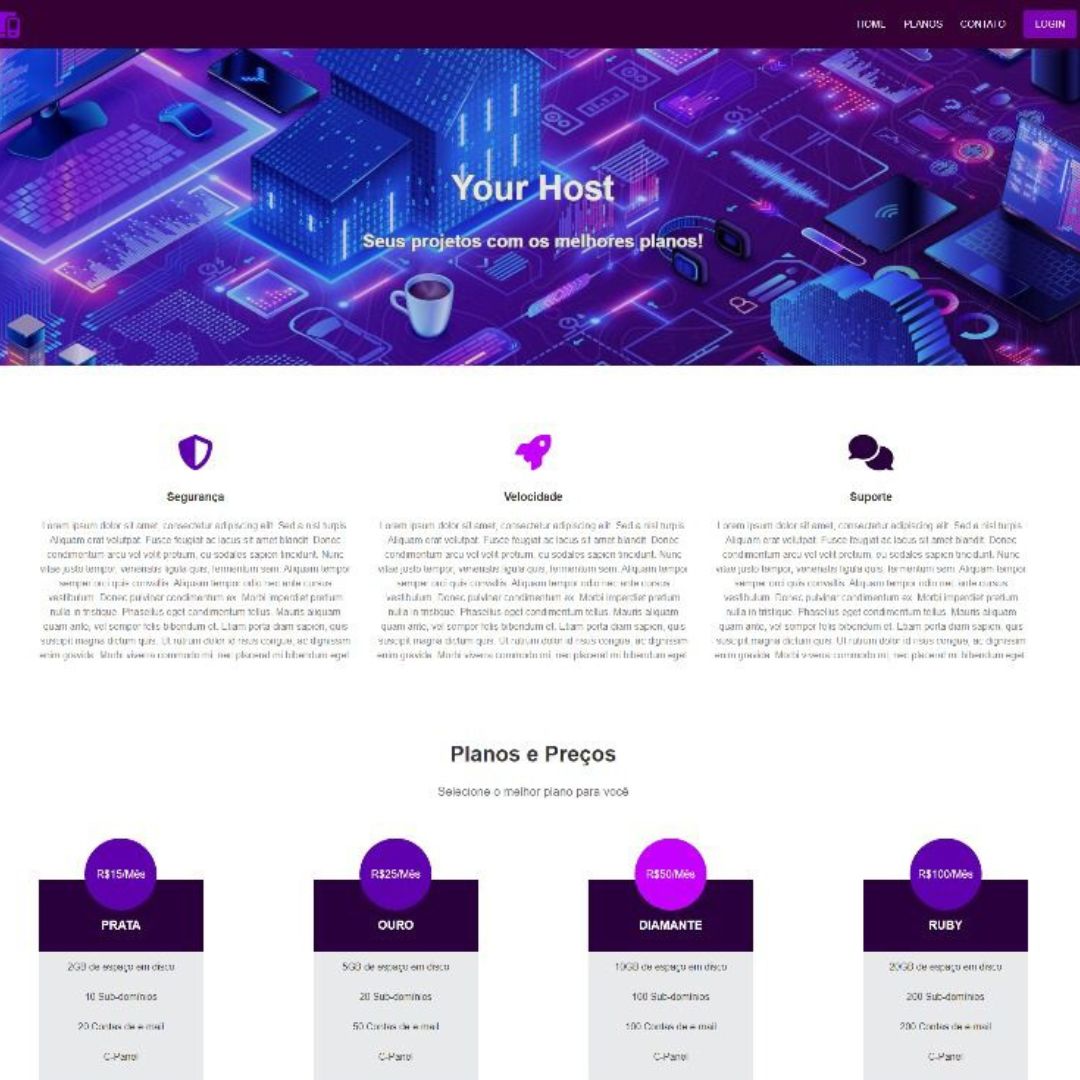 HOME PLANOS CONTATO LOGIN
Your Host
Seus projetos com os melhores planos!
Segurança
Lorem ipsum dolor sit amet, consectetur adipiscing elit. Sed a nisl turpis.
Aliquam erat volutpat. Fusce feugiat ac lacus sit amet blandit. Donec
condimentum arcu vel velit pretium, eu sodales sapien tincidunt. Nunc
vitae justo tempor, venenatis ligula quis, fermentum sem. Aliquam tempor
semper orci quis convallis. Aliquam tempor odio nec ante cursus
vestibulum. Donec pulvinar condimentum ex. Morbi imperdiet pretium
nulla in tristique. Phasellus eget condimentum tellus. Mauris aliquam
quam ante, vel semper felis bibendum et. Etiam porta diam sapien, quis
suscipit magna dictum quis. Ut rutrum dolor id risus congue, ac dignissim
enim gravida. Morbi viverra commodo mi, nec placerat mi bibendum eget.
Velocidade
Lorem ipsum dolor sit amet, consectetur adipiscing elit. Sed a nisl turpis.
Aliquam erat volutpat. Fusce feugiat ac lacus sit amet blandit. Donec
condimentum arcu vel velit pretium, eu sodales sapien tincidunt. Nunc
vitae justo tempor, venenatis ligula quis, fermentum sem. Aliquam tempor
semper orci quis convallis. Aliquam tempor odio nec ante cursus
vestibulum. Donec pulvinar condimentum ex. Morbi imperdiet pretium
nulla in tristique. Phasellus eget condimentum tellus. Mauris aliquam
quam ante, vel semper felis bibendum et. Etiam porta diam sapien, quis
suscipit magna dictum quis. Ut rutrum dolor id risus congue, ac dignissim
enim gravida. Morbi viverra commodo mi, nec placerat mi bibendum eget.
Suporte
Lorem ipsum dolor sit amet, consectetur adipiscing elit. Sed a nisl turpis.
Aliquam erat volutpat. Fusce feugiat ac lacus sit amet blandit. Donec
condimentum arcu vel velit pretium, eu sodales sapien tincidunt. Nunc
vitae justo tempor, venenatis ligula quis, fermentum sem. Aliquam tempor
semper orci quis convallis. Aliquam tempor odio nec ante cursus
vestibulum. Donec pulvinar condimentum ex. Morbi imperdiet pretium
nulla in tristique. Phasellus eget condimentum tellus. Mauris aliquam
quam ante, vel semper felis bibendum et. Etiam porta diam sapien, quis
suscipit magna dictum quis. Ut rutrum dolor id risus congue, ac dignissim
enim gravida. Morbi viverra commodo mi, nec placerat mi bibendum eget.
Planos e Preços
Selecione o melhor plano para você
R$15/Mês
PRATA
2GB de espaço em disco
10 Sub-domínios
20 Contas de e-mail
C-Panel
R$25/Mês
OURO
5GB de espaço em disco
20 Sub-domínios
50 Contas de e-mail
C-Panel
R$50/Mês
DIAMANTE
10GB de espaço em disco
100 Sub-domínios
100 Contas de e-mail
C-Panel
R$100/Mês
RUBY
20GB de espaço em disco
200 Sub-domínios
200 Contas de e-mail
C-Panel